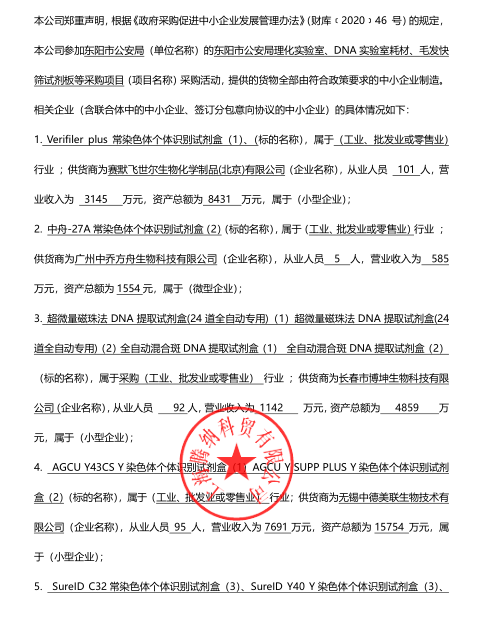 本公司郑重声明，根据《政府采购促进中小企业发展管理办法》（财库﹝2020﹞46 号）的规定，
本公司参加东阳市公安局（单位名称）的东阳市公安局理化实验室、DNA 实验室耗材、毛发快
筛试剂板等采购项目（项目名称）采购活动，提供的货物全部由符合政策要求的中小企业制造。
相关企业（含联合体中的中小企业、签订分包意向协议的中小企业）的具体情况如下：
1. Verifiler plus 常染色体个体识别试剂盒（1）、（标的名称），属于（工业、批发业或零售业）
行业 ；供货商为赛默飞世尔生物化学制品(北京)有限公司（企业名称），从业人员 101 人，营
业收入为 3145 万元，资产总额为 8431 万元，属于（小型企业）；
2. 中舟-27A 常染色体个体识别试剂盒（2）（标的名称），属于（工业、批发业或零售业）行业 ；
供货商为广州中乔方舟生物科技有限公司（企业名称），从业人员 5 人，营业收入为 585
万元，资产总额为 1554 元，属于（微型企业）；
3. 超微量磁珠法 DNA 提取试剂盒(24 道全自动专用)（1）超微量磁珠法 DNA 提取试剂盒(24
道全自动专用)（2）全自动混合斑 DNA 提取试剂盒（1） 全自动混合斑 DNA 提取试剂盒（2）
（标的名称），属于采购（工业、批发业或零售业） 行业 ；供货商为长春市博坤生物科技有限
公司（企业名称），从业人员 92 人，营业收入为 1142 万元，资产总额为 4859 万
元，属于（小型企业）；
4. AGCU Y43CS Y 染色体个体识别试剂盒（1）AGCU Y SUPP PLUS Y 染色体个体识别试剂
盒（2）（标的名称），属于（工业、批发业或零售业） 行业；供货商为无锡中德美联生物技术有
限公司（企业名称），从业人员 95 人，营业收入为 7691 万元，资产总额为 15754 万元，属
于（小型企业）；
5. SureID C32 常染色体个体识别试剂盒（3）、SureID Y40 Y 染色体个体识别试剂盒（3）、
腾纳科贸有限公司